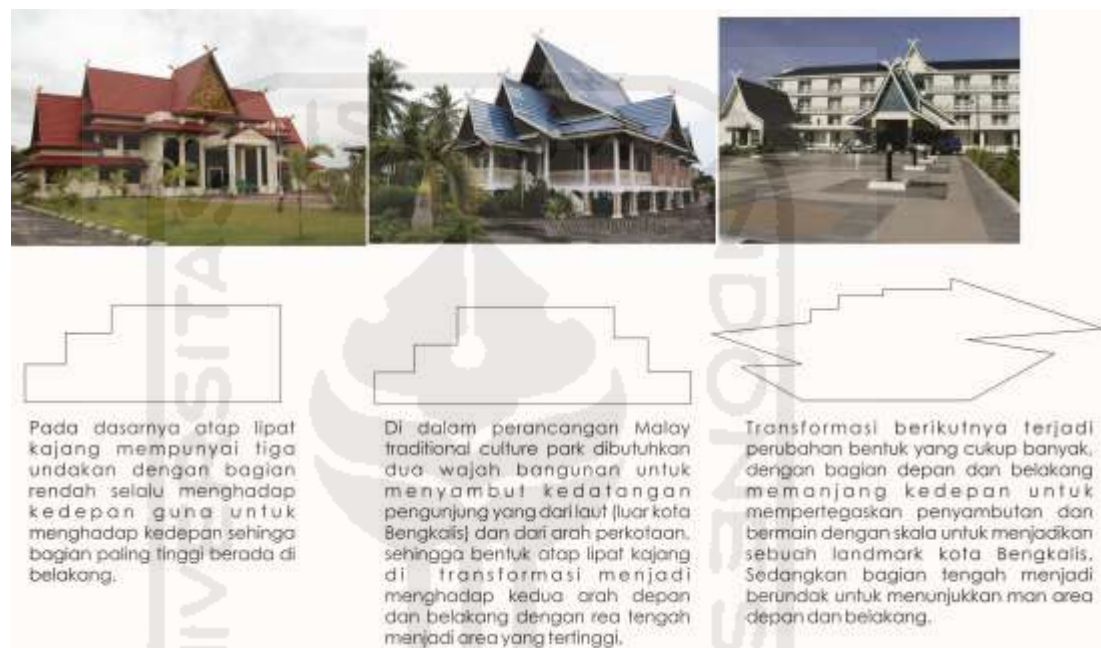 Pada dasarnya atap lipat
kajang mempunyai tiga
undakan dengan bagian
rendah selalu menghadap
kedepan guna untuk
menghadap kedepan sehinga
bagian paling tinggi berada di
belakang.
Di dalam perancangan Malay
traditional culture park dibutuhkan
dua wajah bangunan untuk
menyambut kedatangan
pengunjung yang dari laut (luar kota
Bengkalis) dan dari arah perkotaan,
sehingga bentuk atap lipat kajang
di transformasi menjadi
menghadap kedua arah depan
dan belakang dengan rea tengah
menjadi area yang tertinggi.
Transformasi berikutnya terjadi
perubahan bentuk yang cukup banyak,
dengan bagian depan dan belakang
memanjang kedepan untuk
mempertegaskan penyambutan dan
bermain dengan skala untuk menjadikan
sebuah landmark kota Bengkalis.
Sedangkan bagian tengah menjadi
berundak untuk menunjukkan man area
depan dan belakang.